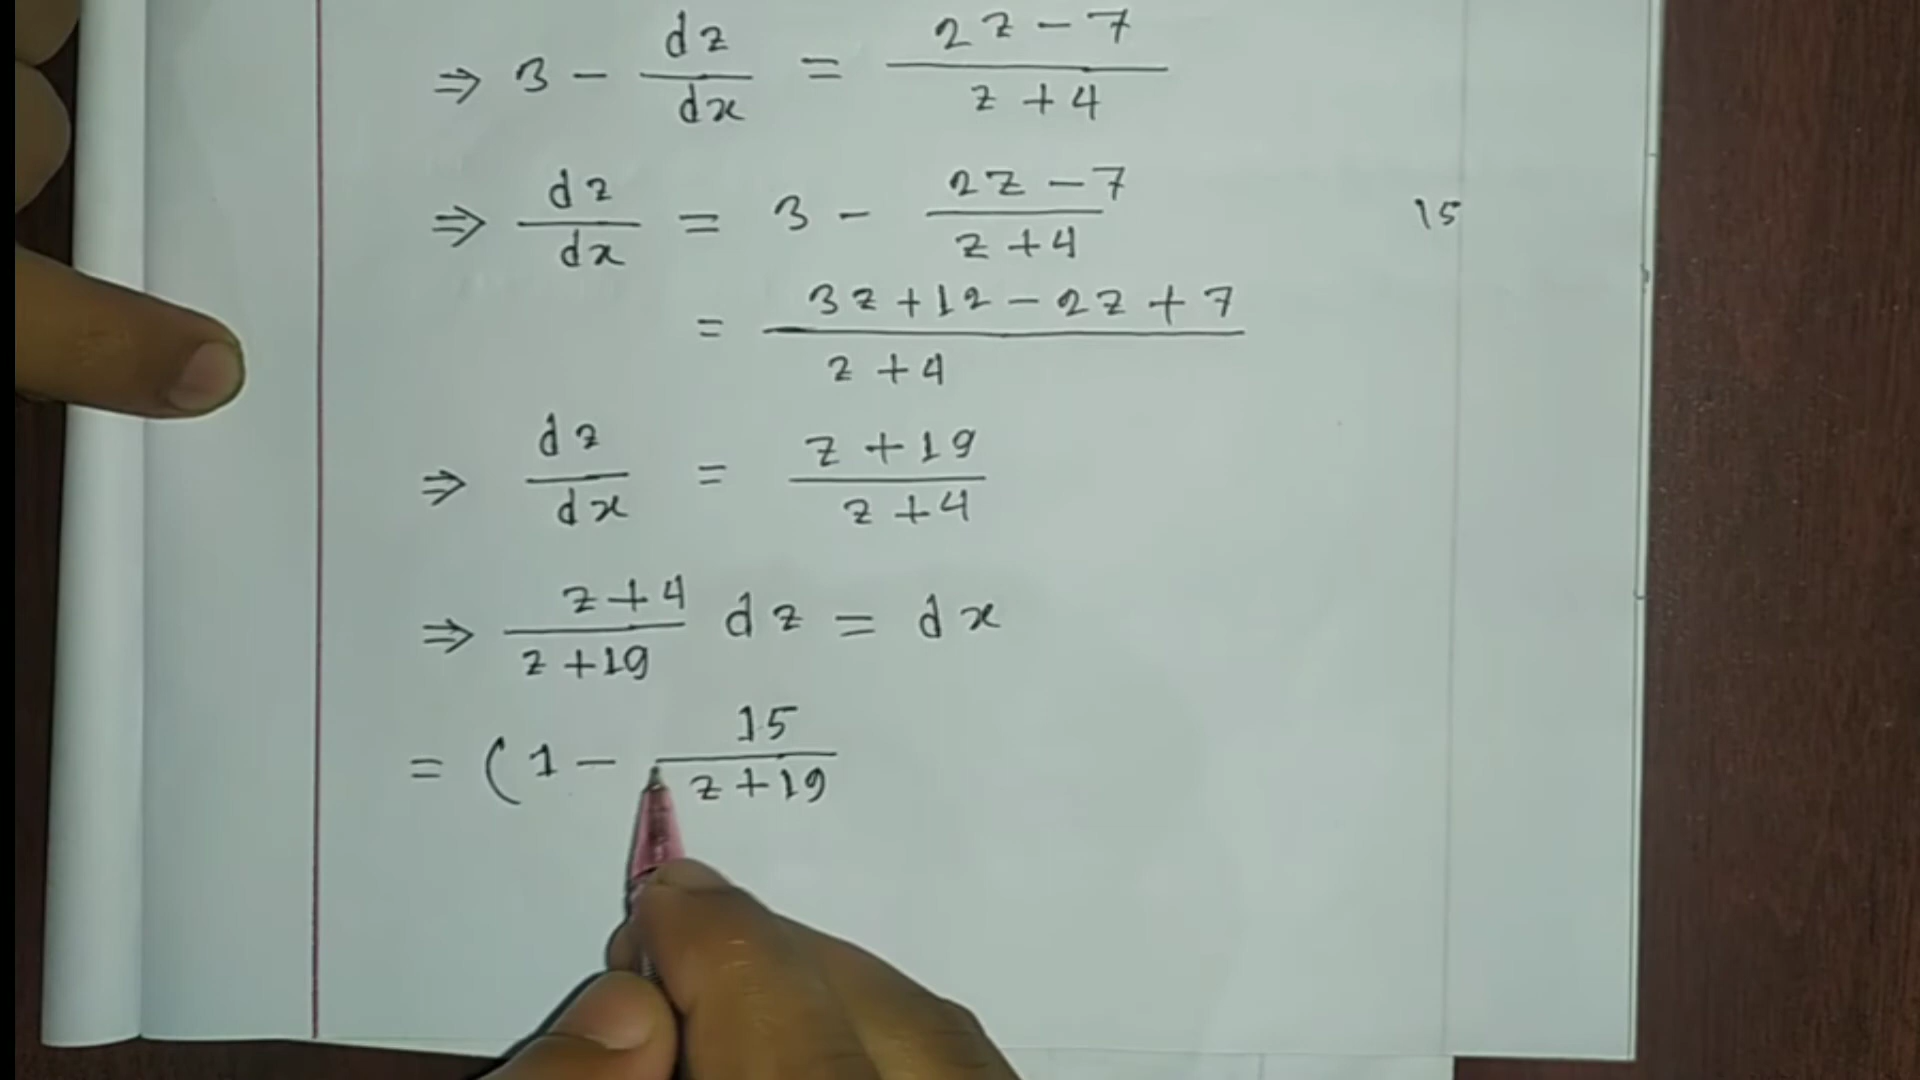 ⇒ 3 - dz/dx = (2z - 7)/(z + 4)
⇒ dz/dx = 3 - (2z - 7)/(z + 4)
15
= (3z + 12 - 2z + 7)/(z + 4)
⇒ dz/dx = (z + 19)/(z + 4)
⇒ (z + 4)/(z + 19) dz = dx
= (1 - 15/(z + 19)